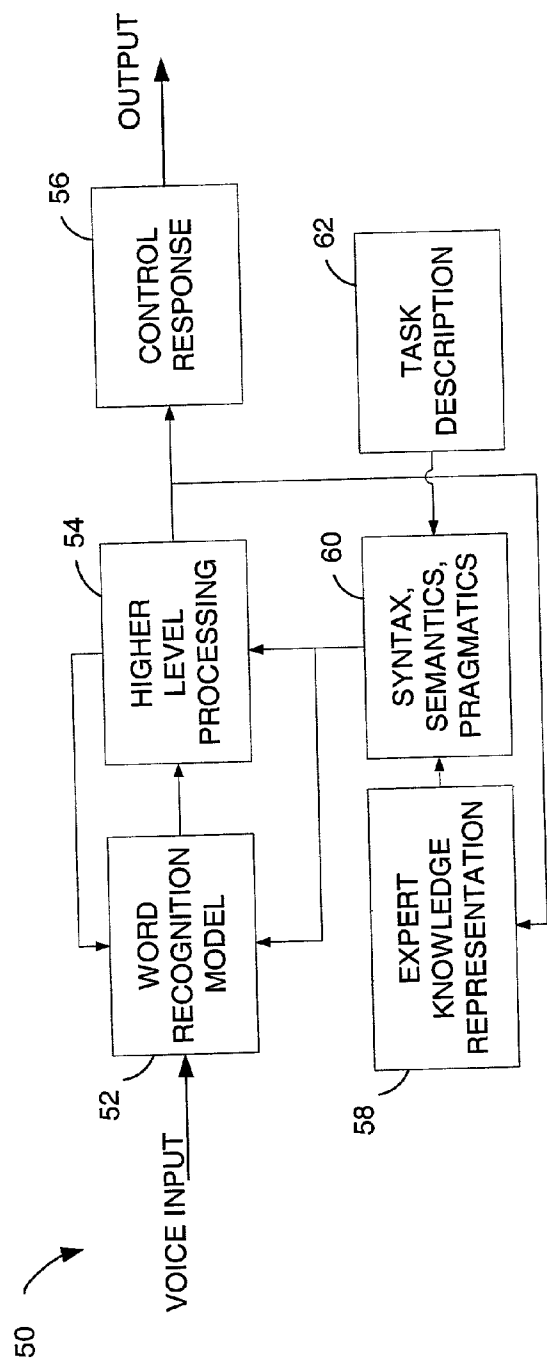 50
VOICE INPUT
52
WORD
RECOGNITION
MODEL
54
HIGHER
LEVEL
PROCESSING
56
CONTROL
RESPONSE
OUTPUT
58
EXPERT
KNOWLEDGE
REPRESENTATION
60
SYNTAX,
SEMANTICS,
PRAGMATICS
62
TASK
DESCRIPTION